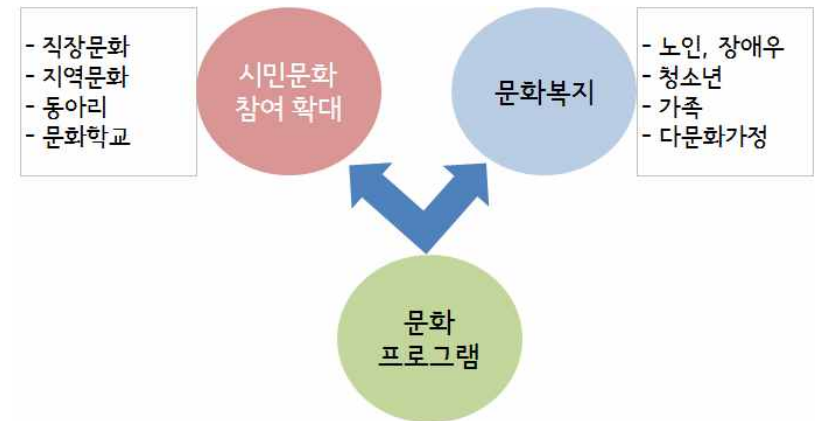 - 직장문화
- 지역문화
- 동아리
- 문화학교
시민문화
참여 확대
문화복지
- 노인, 장애우
- 청소년
- 가족
- 다문화가정
문화
프로그램